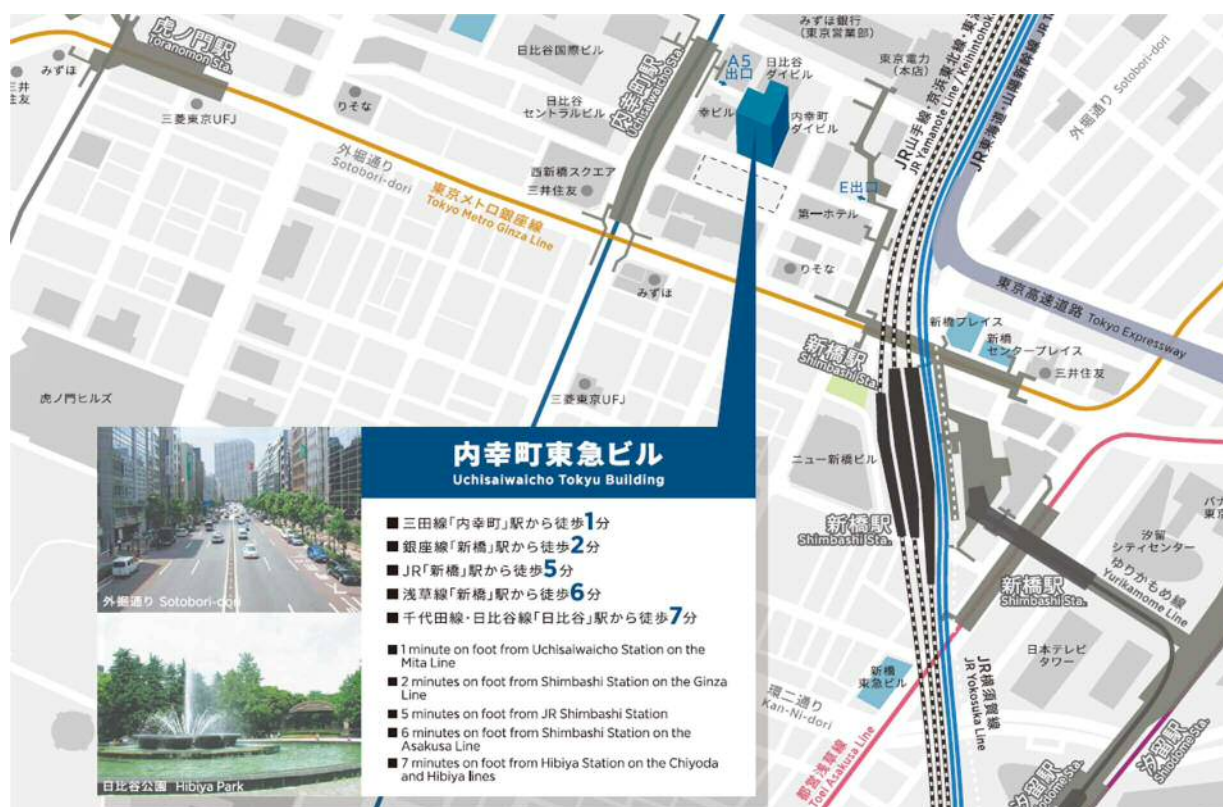 虎ノ門駅
Toranomon Sta.
みずほ
三井
住友
三菱東京UFJ
りそな
日比谷国際ビル
日比谷
セントラルビル
内幸町駅
Uchisaiwaicho Sta.
A5
出口
日比谷
ダイビル
みずほ銀行
(東京営業部)
東京電力
(本店)
幸ビル
内幸町
ダイビル
西新橋スクエア
三井住友
E出口
第一ホテル
りそな
みずほ
外堀通り
Sotobori-dori
東京メトロ銀座線
Tokyo Metro Ginza Line
JR山手線・京浜東北線・東海
JR Yamanote Line / Keihintohoku
JR東海道・山陽新幹線
外堀通り Sotobori-dori
東京高速道路 Tokyo Expressway
新橋プレイス
新橋
センタープレイス
三井住友
新橋駅
Shimbashi Sta.
虎ノ門ヒルズ
三菱東京UFJ
ニュー新橋ビル
新橋駅
Shimbashi Sta.
新橋駅
Shimbashi Sta.
パナ
東京
汐留
シティセンター
ゆりかもめ線
Yurikamome Line
日本テレビ
タワー
新橋
東急ビル
環二通り
Kan-Ni-dori
都営浅草線
Toei Asakusa Line
JR横須賀線
JR Yokosuka Line
汐留駅
Shiodome Sta.
汐留駅
Shiodome Sta.
内幸町東急ビル
Uchisaiwaicho Tokyu Building
■三田線「内幸町」駅から徒歩1分
■銀座線「新橋」駅から徒歩2分
■JR「新橋」駅から徒歩5分
■浅草線「新橋」駅から徒歩6分
■千代田線・日比谷線「日比谷」駅から徒歩7分
■1 minute on foot from Uchisaiwaicho Station on the
Mita Line
■2 minutes on foot from Shimbashi Station on the Ginza
Line
■5 minutes on foot from JR Shimbashi Station
■6 minutes on foot from Shimbashi Station on the
Asakusa Line
■7 minutes on foot from Hibiya Station on the Chiyoda
and Hibiya lines
外堀通り Sotobori-dori
日比谷公園 Hibiya Park